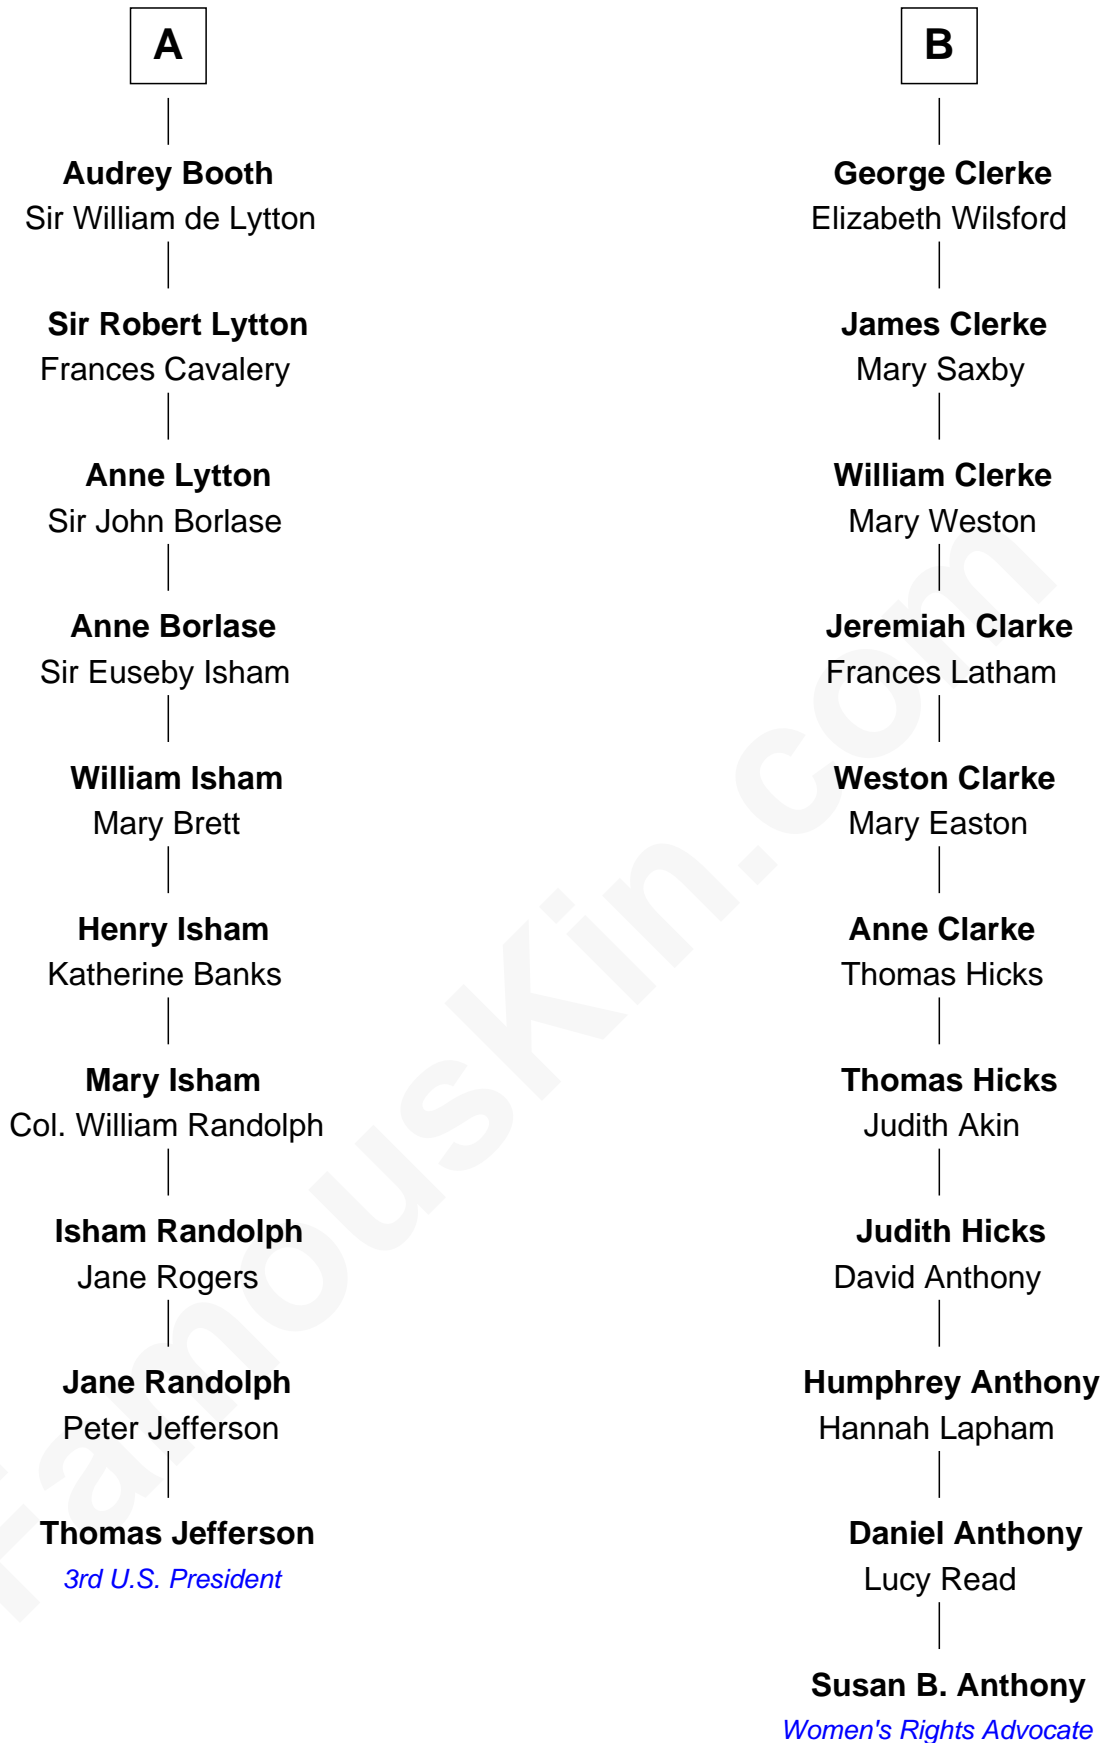 A
Audrey Booth
Sir William de Lytton
Sir Robert Lytton
Frances Cavalery
Anne Lytton
Sir John Borlase
Anne Borlase
Sir Euseby Isham
William Isham
Mary Brett
Henry Isham
Katherine Banks
Mary Isham
Col. William Randolph
Isham Randolph
Jane Rogers
Jane Randolph
Peter Jefferson
Thomas Jefferson
3rd U.S. President
B
George Clerke
Elizabeth Wilsford
James Clerke
Mary Saxby
William Clerke
Mary Weston
Jeremiah Clarke
Frances Latham
Weston Clarke
Mary Easton
Anne Clarke
Thomas Hicks
Thomas Hicks
Judith Akin
Judith Hicks
David Anthony
Humphrey Anthony
Hannah Lapham
Daniel Anthony
Lucy Read
Susan B. Anthony
Women's Rights Advocate
FamousKin.com